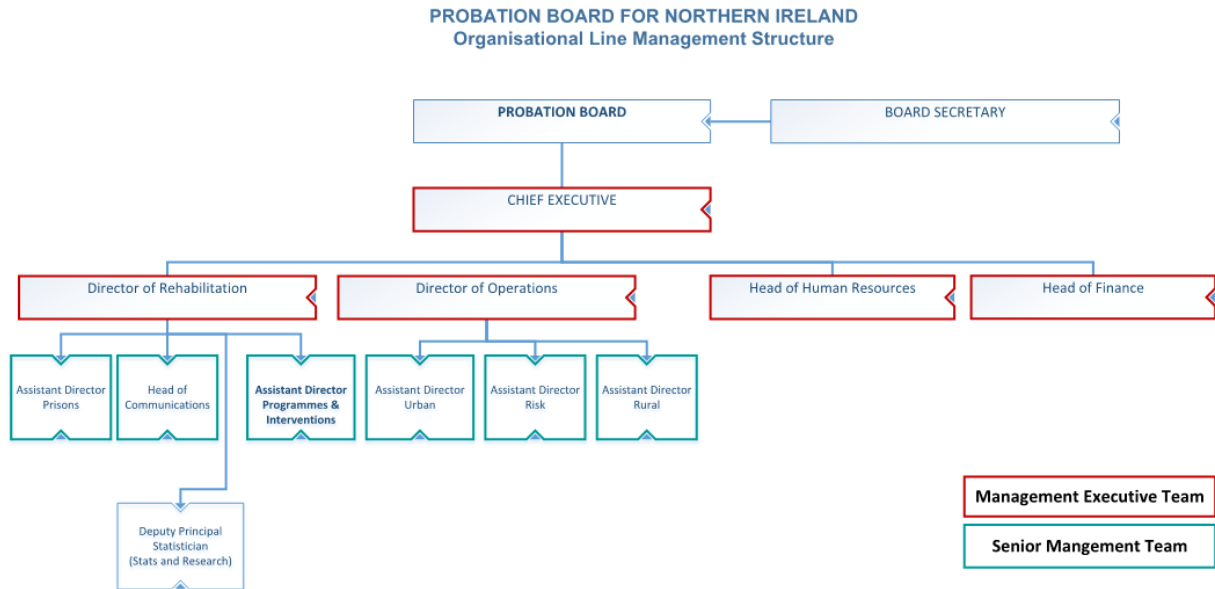 PROBATION BOARD FOR NORTHERN IRELAND
Organisational Line Management Structure
PROBATION BOARD
BOARD SECRETARY
CHIEF EXECUTIVE
Director of Rehabilitation
Director of Operations
Head of Human Resources
Head of Finance
Assistant Director
Prisons
Head of
Communications
Assistant Director
Programmes &
Interventions
Assistant Director
Urban
Assistant Director
Risk
Assistant Director
Rural
Deputy Principal
Statistician
(Stats and Research)
Management Executive Team
Senior Mangement Team